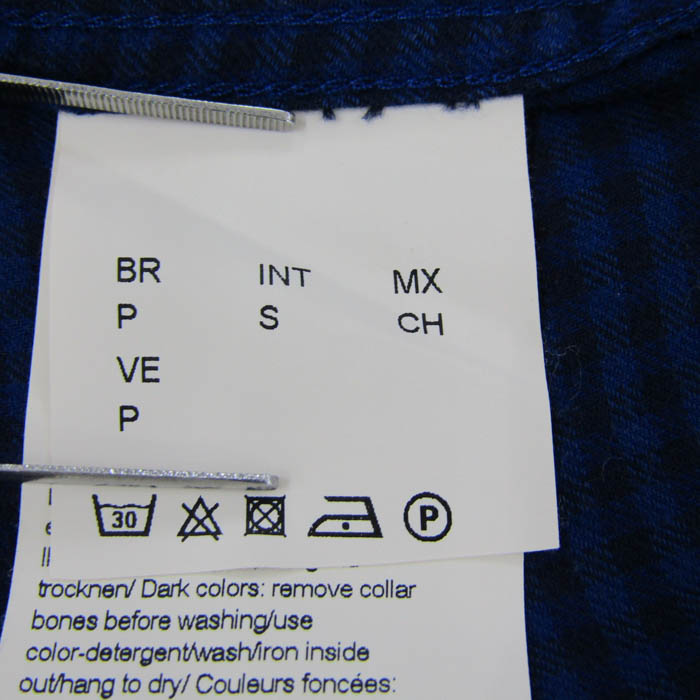 BR INT MX
P S CH
VE
P
30 P
trocknen/ Dark colors: remove collar
bones before washing/use
color-detergent/wash/iron inside
out/hang to dry/ Couleurs foncées: